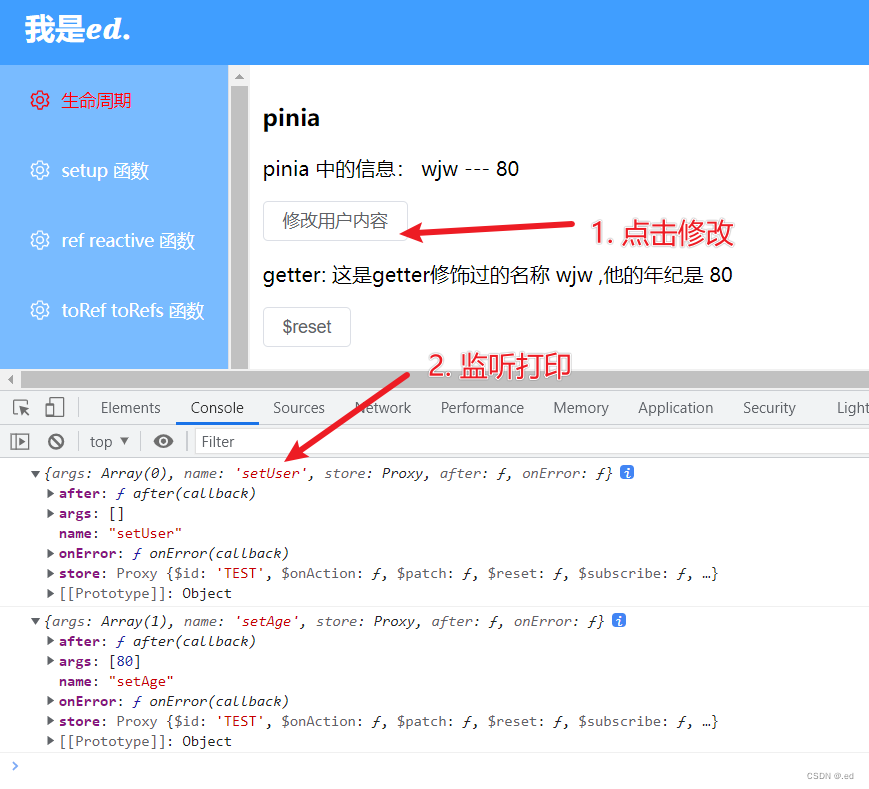 我是ed.
生命周期
setup 函数
ref reactive 函数
toRef toRefs 函数
pinia
pinia 中的信息： wjw --- 80
修改用户内容
1. 点击修改
getter: 这是getter修饰过的名称 wjw ,他的年纪是 80
$reset
2. 监听打印
Elements Console Sources Network Performance Memory Application Security Light
top ▼ Filter
▼{args: Array(0), name: 'setUser', store: Proxy, after: ƒ, onError: ƒ} i
▶after: ƒ after(callback)
▶args: []
name: "setUser"
▶onError: ƒ onError(callback)
▶store: Proxy {$id: 'TEST', $onAction: ƒ, $patch: ƒ, $reset: ƒ, $subscribe: ƒ, …}
▶[[Prototype]]: Object
▼{args: Array(1), name: 'setAge', store: Proxy, after: ƒ, onError: ƒ} i
▶after: ƒ after(callback)
▶args: [80]
name: "setAge"
▶onError: ƒ onError(callback)
▶store: Proxy {$id: 'TEST', $onAction: ƒ, $patch: ƒ, $reset: ƒ, $subscribe: ƒ, …}
▶[[Prototype]]: Object
>
CSDN @.ed